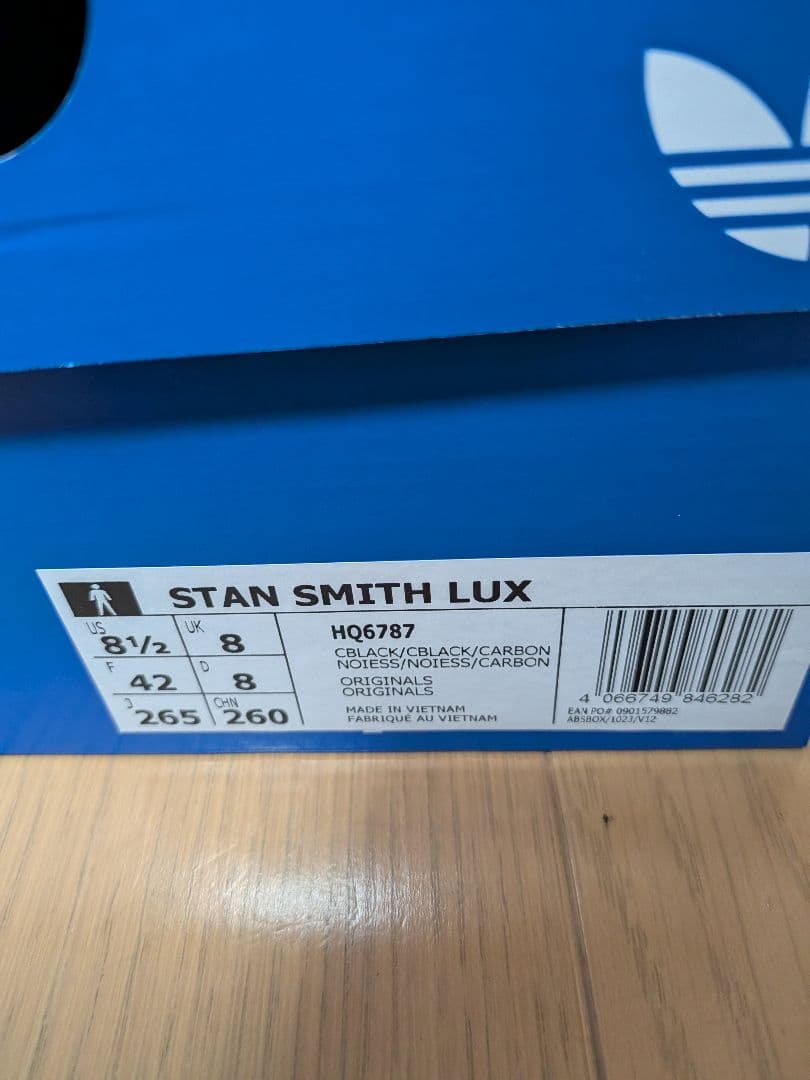 STAN SMITH LUX
US 8½ UK 8
F 42 D 8
J 265 CHN 260
HQ6787
CBLACK/CBLACK/CARBON
NOIESS/NOIESS/CARBON
ORIGINALS
ORIGINALS
MADE IN VIETNAM
FABRIQUÉ AU VIETNAM
4 066749 846282
EAN PO# 0901579882
ABSBOX/1023/V12